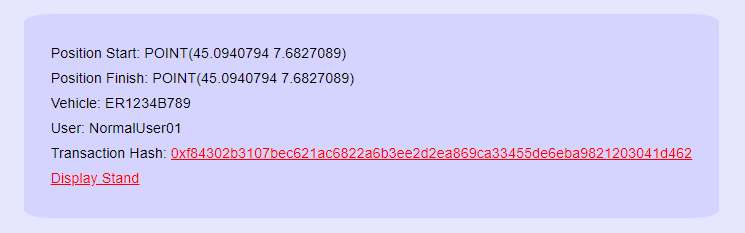 Position Start: POINT(45.0940794 7.6827089)
Position Finish: POINT(45.0940794 7.6827089)
Vehicle: ER1234B789
User: NormalUser01
Transaction Hash: 0xf84302b3107bec621ac6822a6b3ee2d2ea869ca33455de6eba9821203041d462
Display Stand